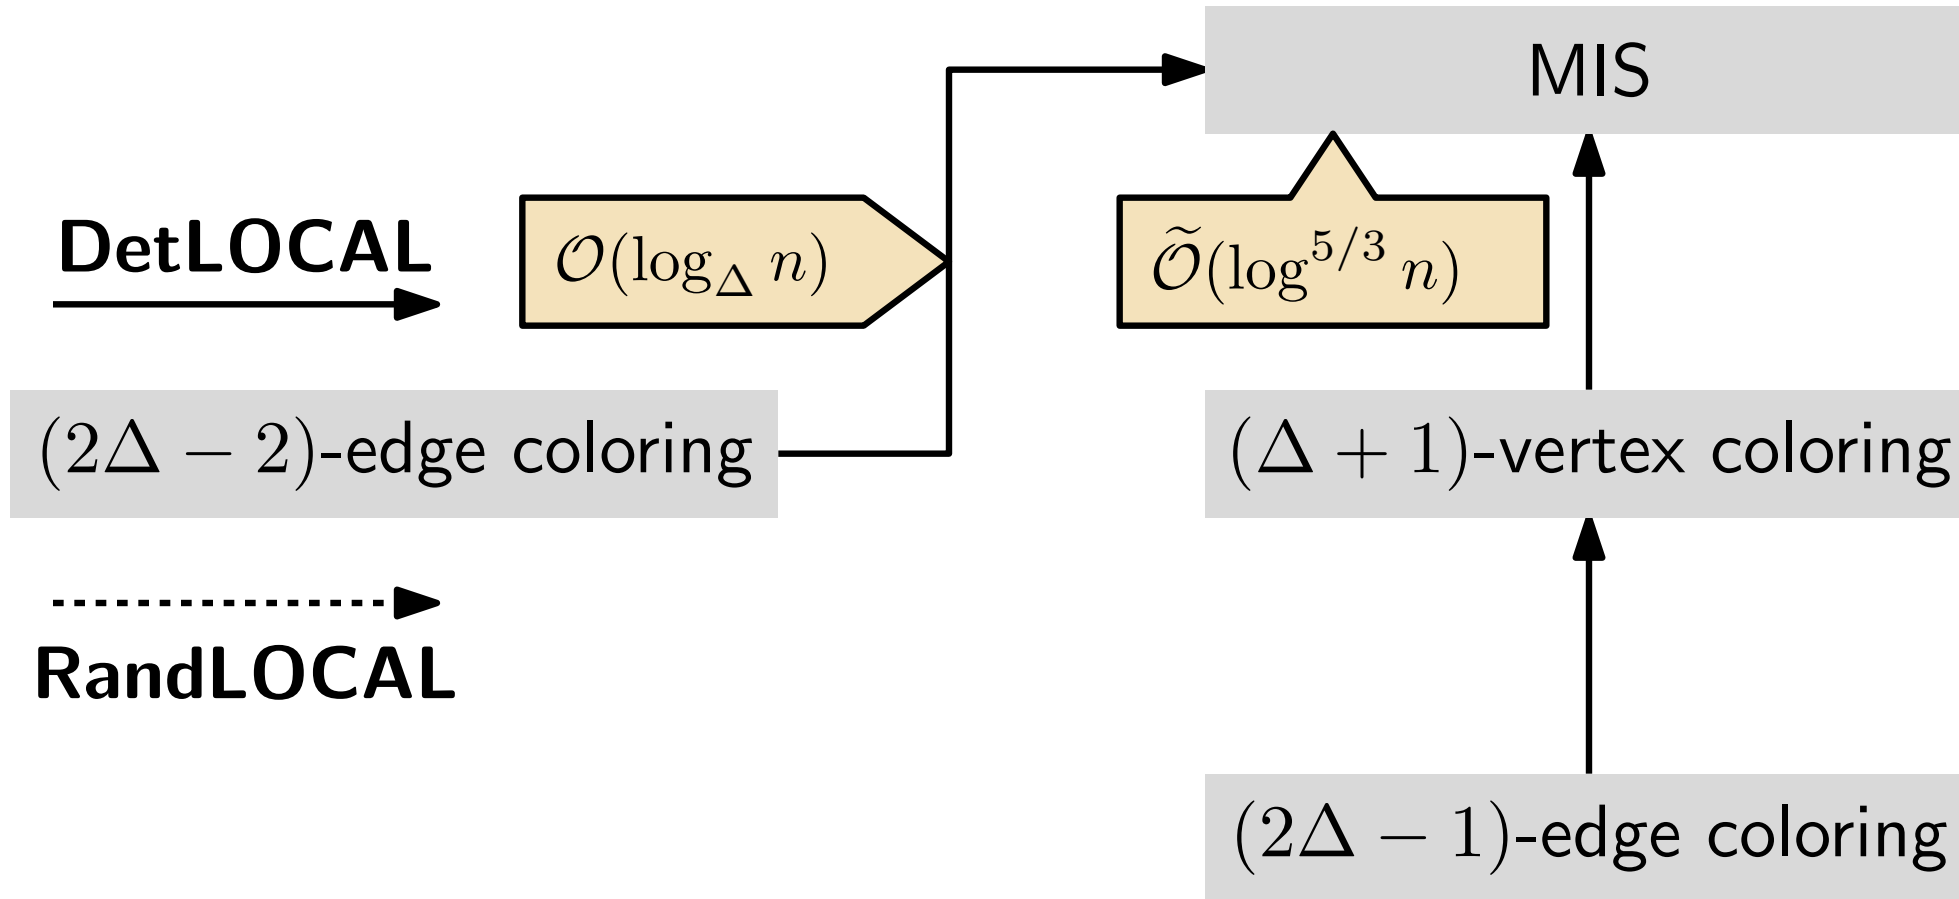 MIS
DetLOCAL
𝒪(log_Δ n)
Õ(log^{5/3} n)
(2Δ − 2)-edge coloring
(Δ + 1)-vertex coloring
RandLOCAL
(2Δ − 1)-edge coloring